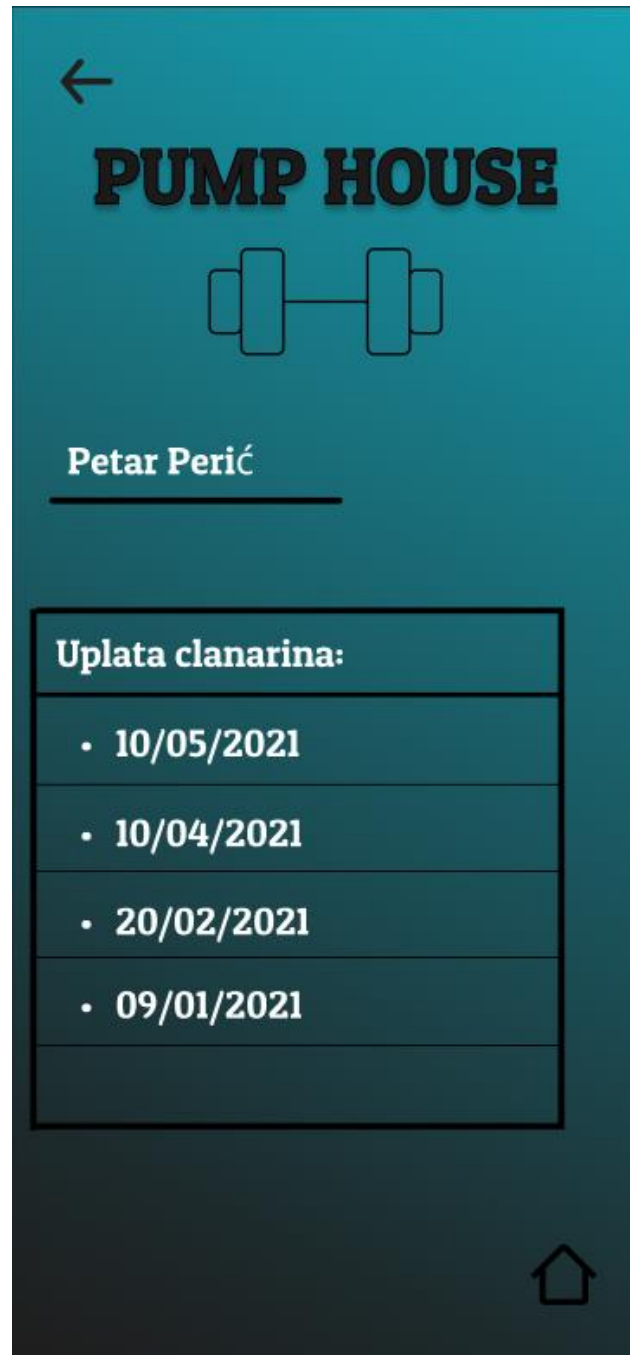 PUMP HOUSE
Petar Perić
Uplata clanarina:
• 10/05/2021
• 10/04/2021
• 20/02/2021
• 09/01/2021